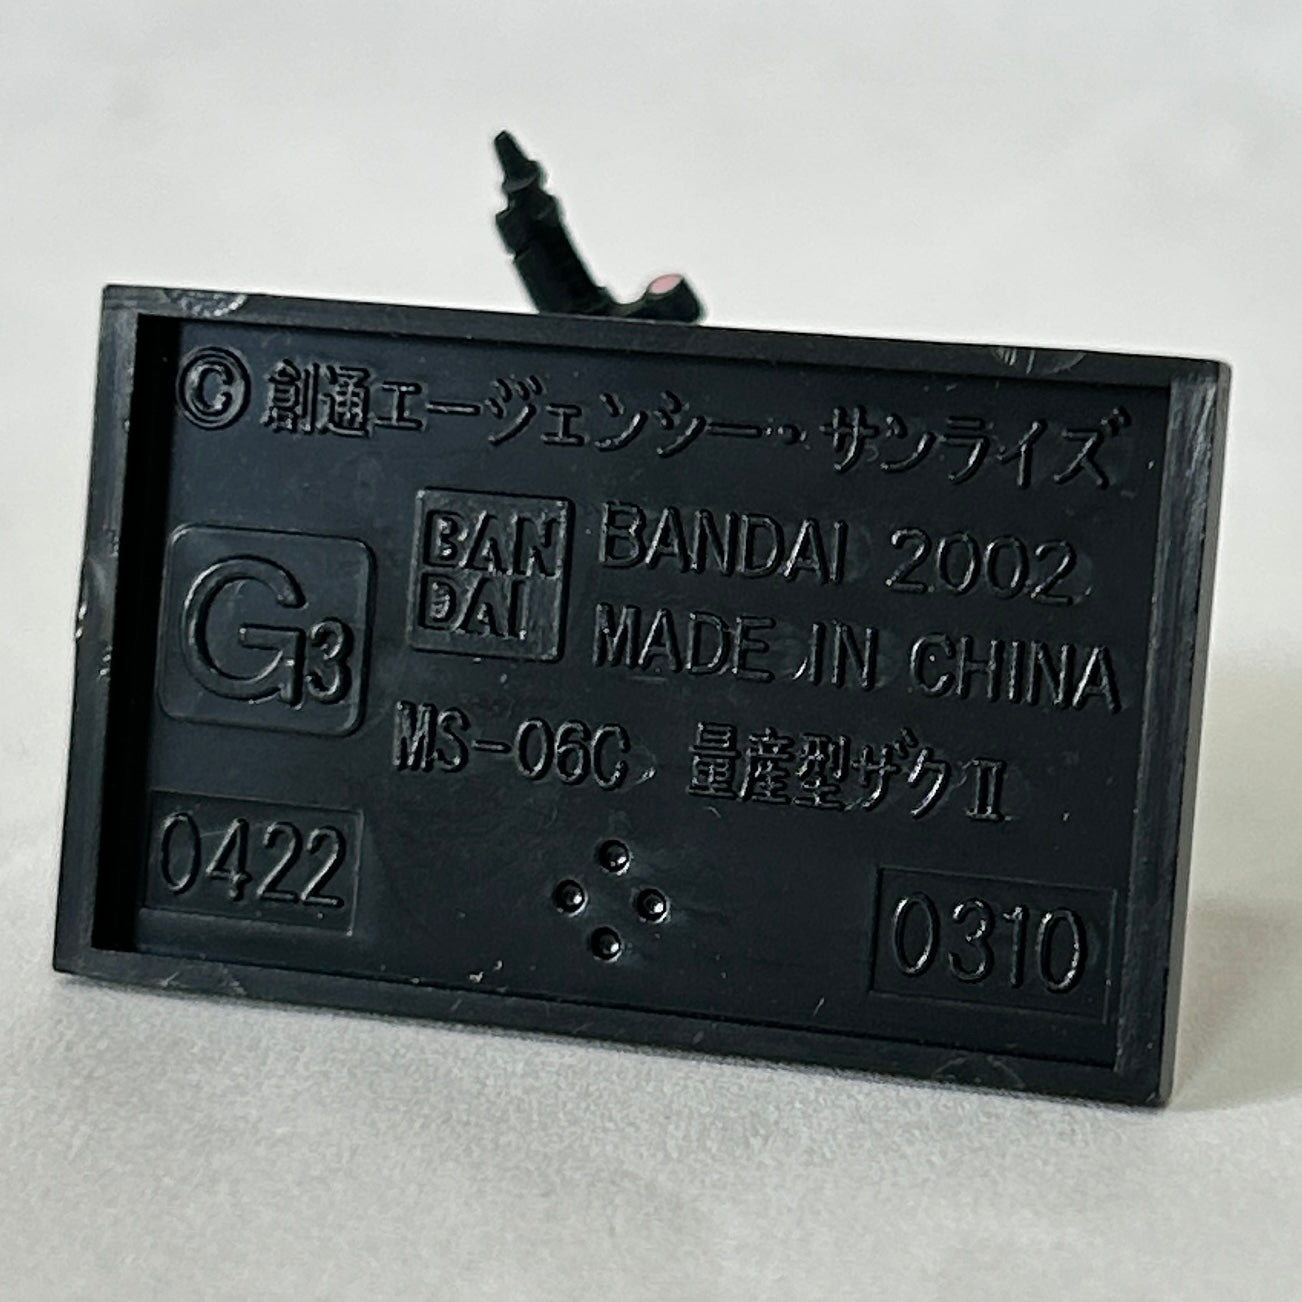 ©創通エージェンシー・サンライズ
G3
BAN
DAI
BANDAI 2002
MADE IN CHINA
MS-06C 量産型ザクⅡ
0422
0310